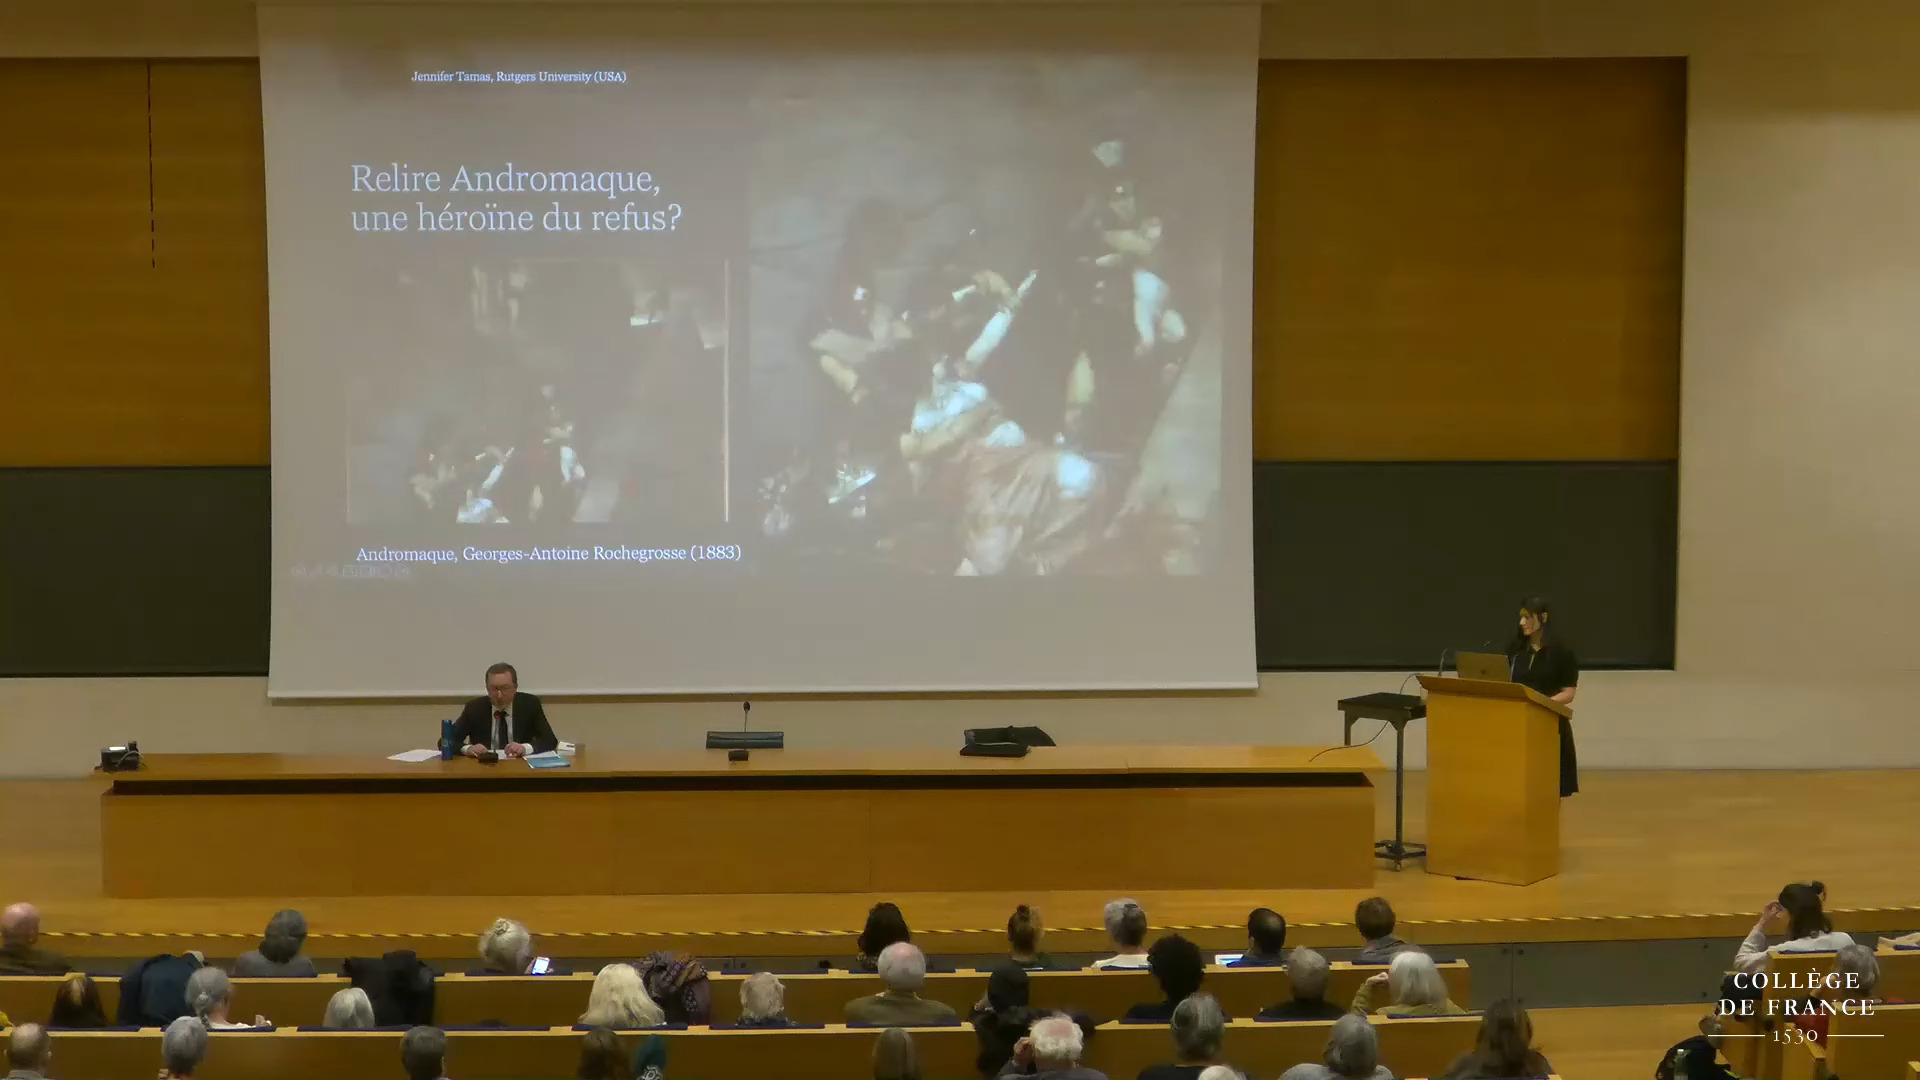 Jennifer Tamas, Rutgers University (USA)
Relire Andromaque,
une héroïne du refus?
Andromaque, Georges-Antoine Rochegrosse (1883)
COLLÈGE
DE FRANCE
1530